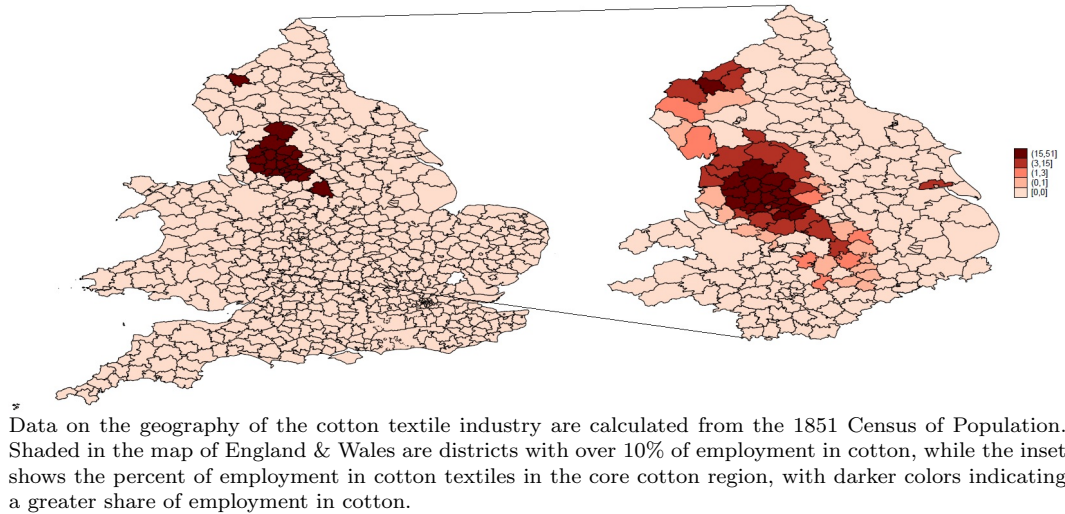 (15,51]
(3,15]
(1,3]
(0,1]
[0,0]
Data on the geography of the cotton textile industry are calculated from the 1851 Census of Population.
Shaded in the map of England & Wales are districts with over 10% of employment in cotton, while the inset
shows the percent of employment in cotton textiles in the core cotton region, with darker colors indicating
a greater share of employment in cotton.